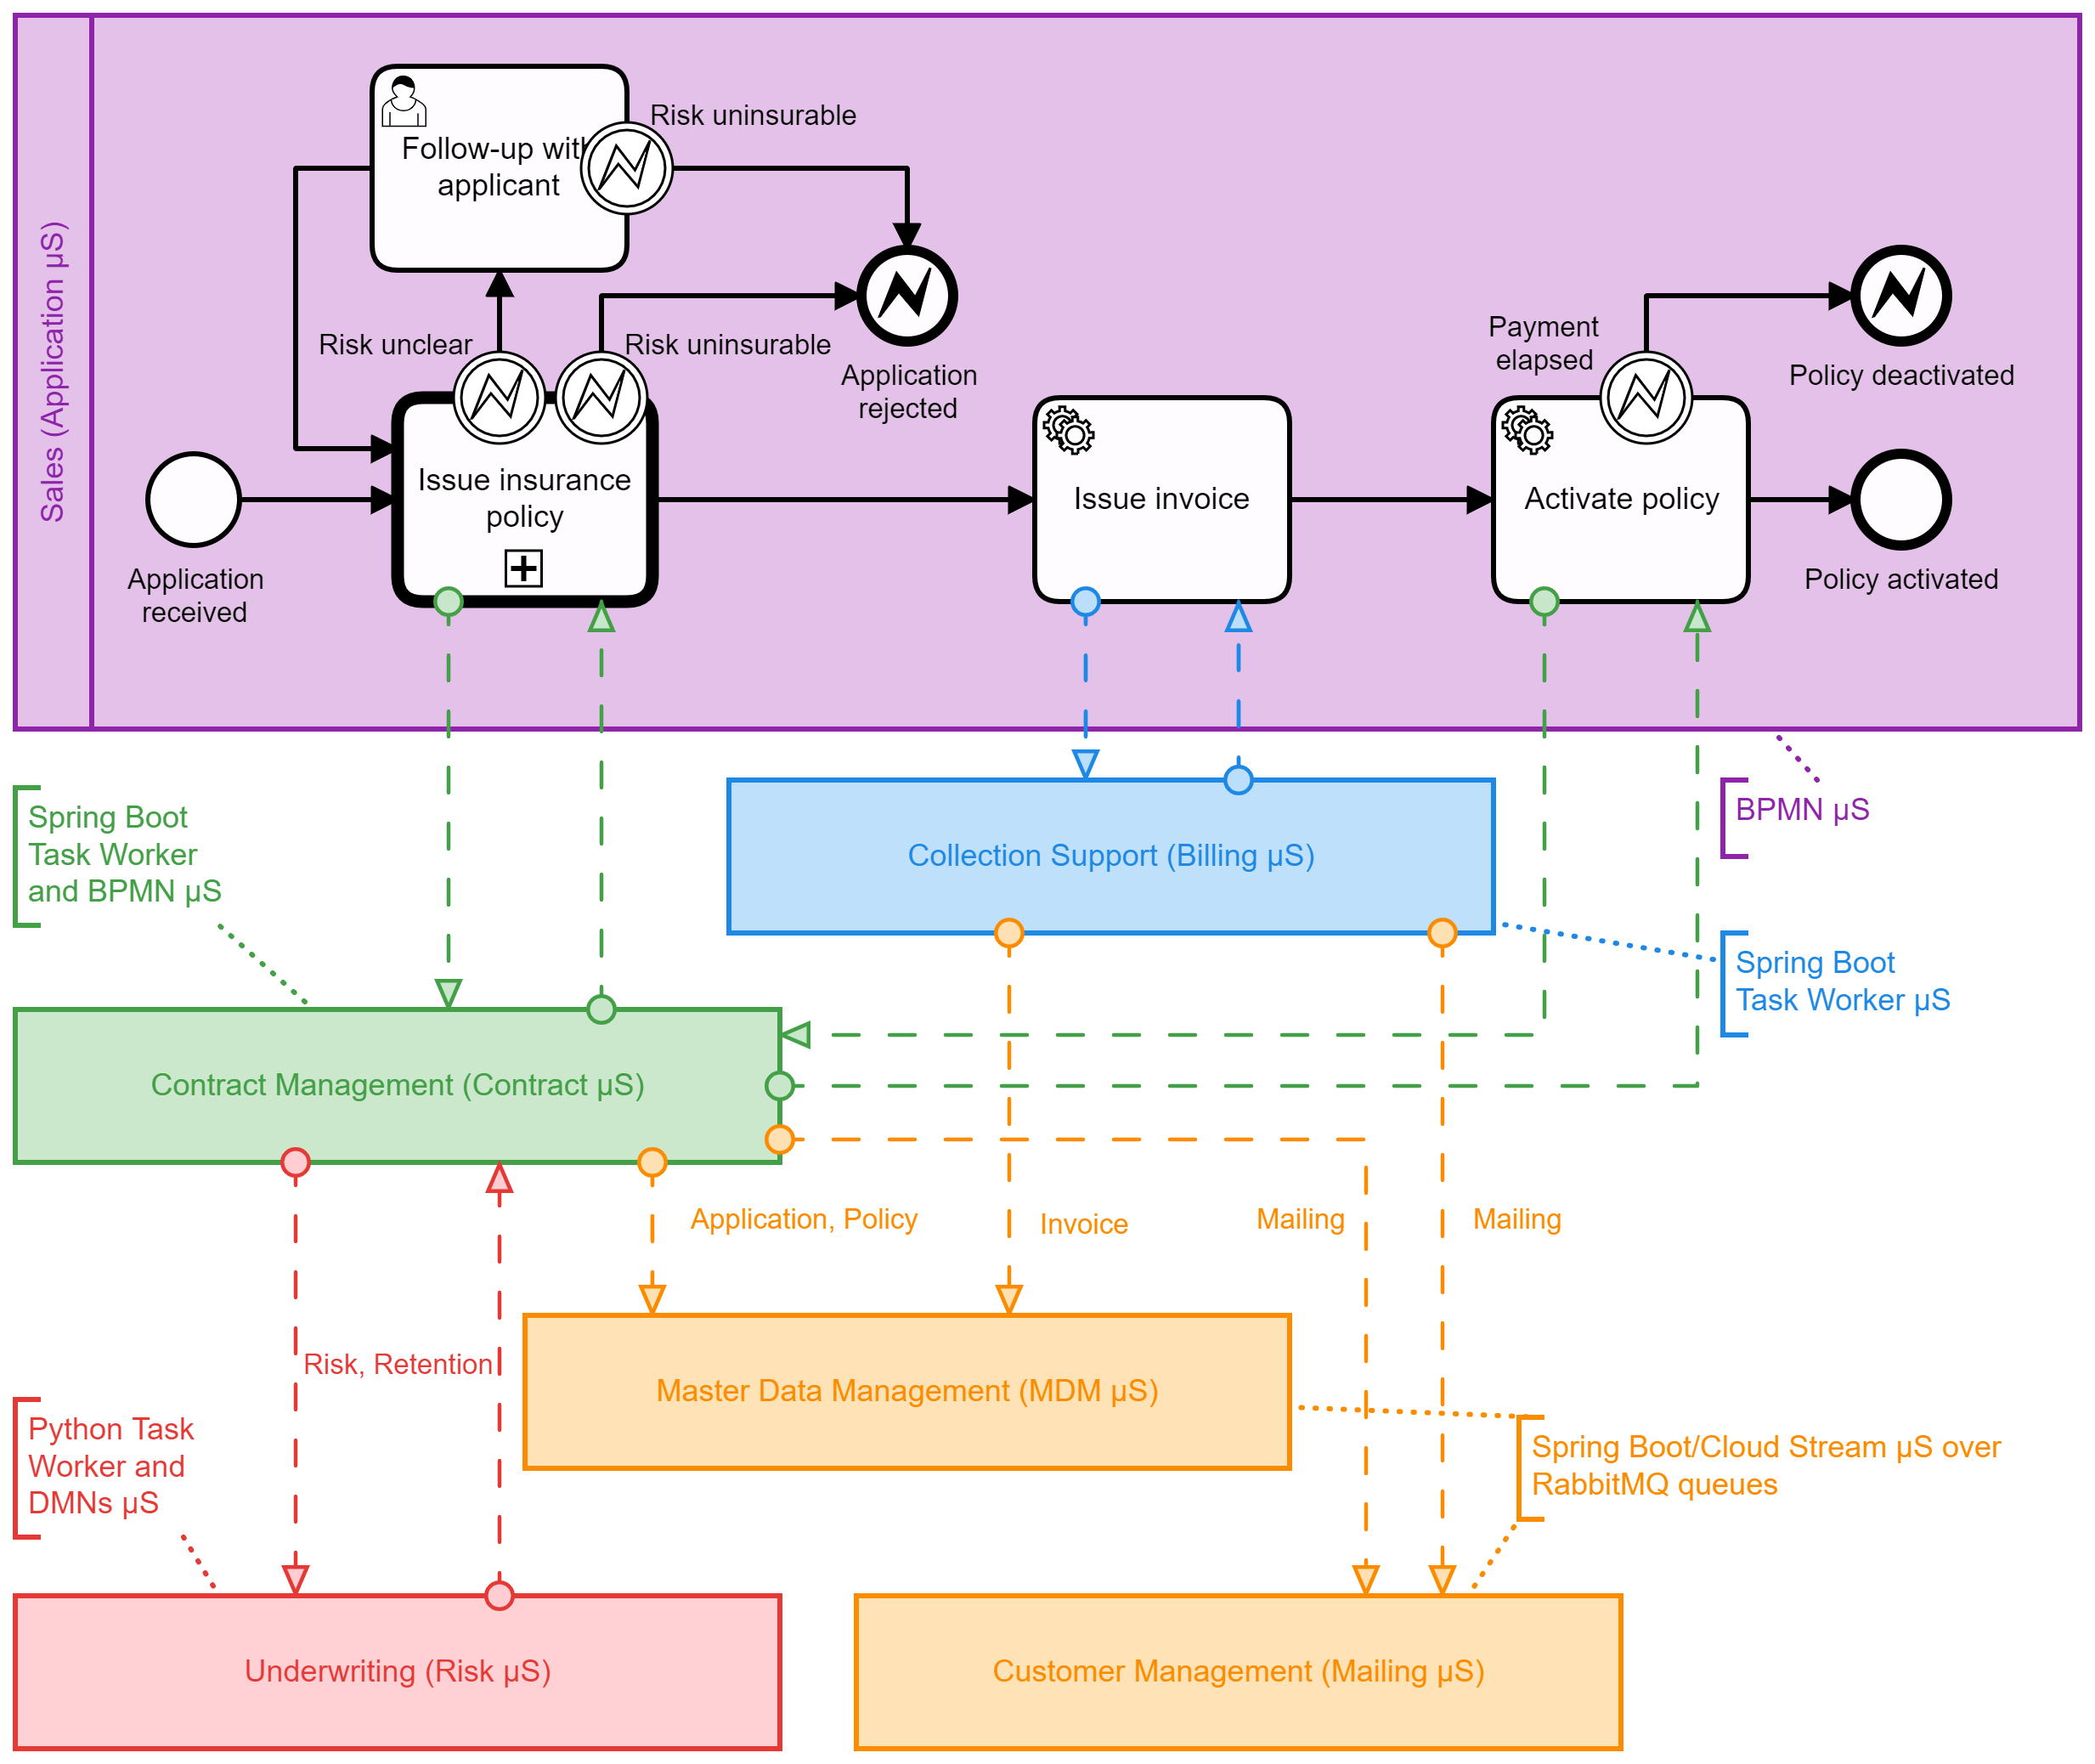 Sales (Application µS)
Risk uninsurable
Follow-up with
applicant
Risk unclear
Risk uninsurable
Application
rejected
Payment
elapsed
Policy deactivated
Issue insurance
policy
Issue invoice
Activate policy
Application
received
Policy activated
Spring Boot
Task Worker
and BPMN µS
BPMN µS
Collection Support (Billing µS)
Spring Boot
Task Worker µS
Contract Management (Contract µS)
Application, Policy
Invoice
Mailing
Mailing
Risk, Retention
Master Data Management (MDM µS)
Python Task
Worker and
DMNs µS
Spring Boot/Cloud Stream µS over
RabbitMQ queues
Underwriting (Risk µS)
Customer Management (Mailing µS)